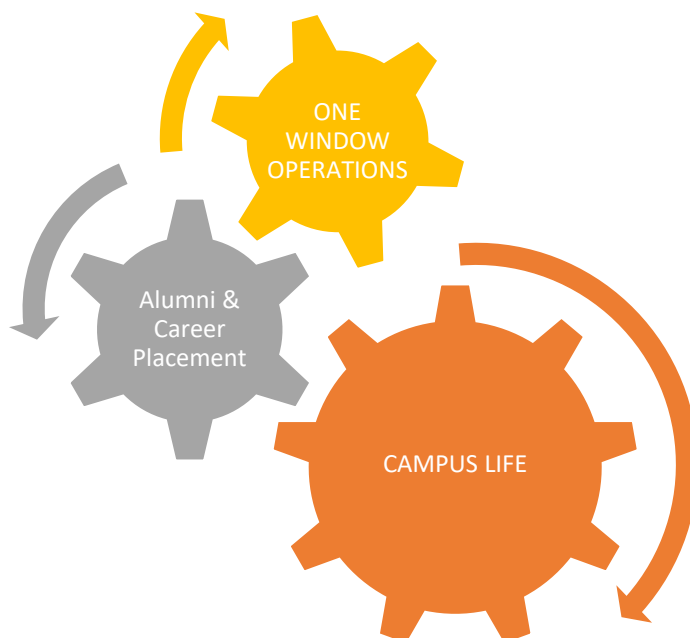 ONE
WINDOW
OPERATIONS
Alumni &
Career
Placement
CAMPUS LIFE